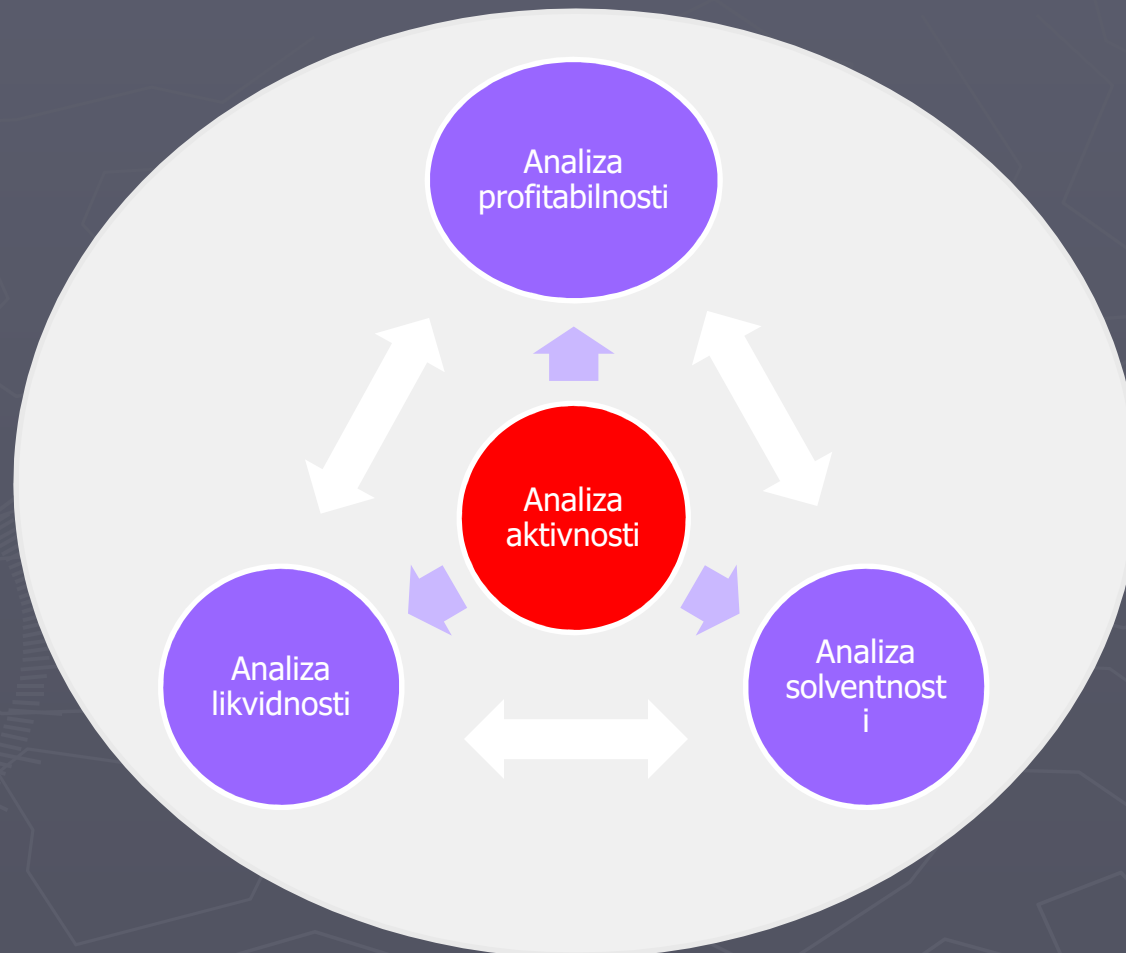 Analiza
profitabilnosti
Analiza
aktivnosti
Analiza
likvidnosti
Analiza
solventnost
i